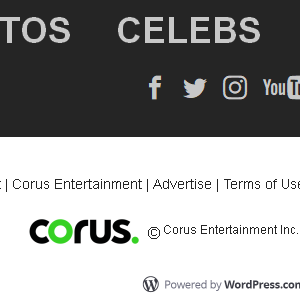 TOS CELEBS
You T
| Corus Entertainment | Advertise | Terms of Use
corus. © Corus Entertainment Inc.
Powered by WordPress.com